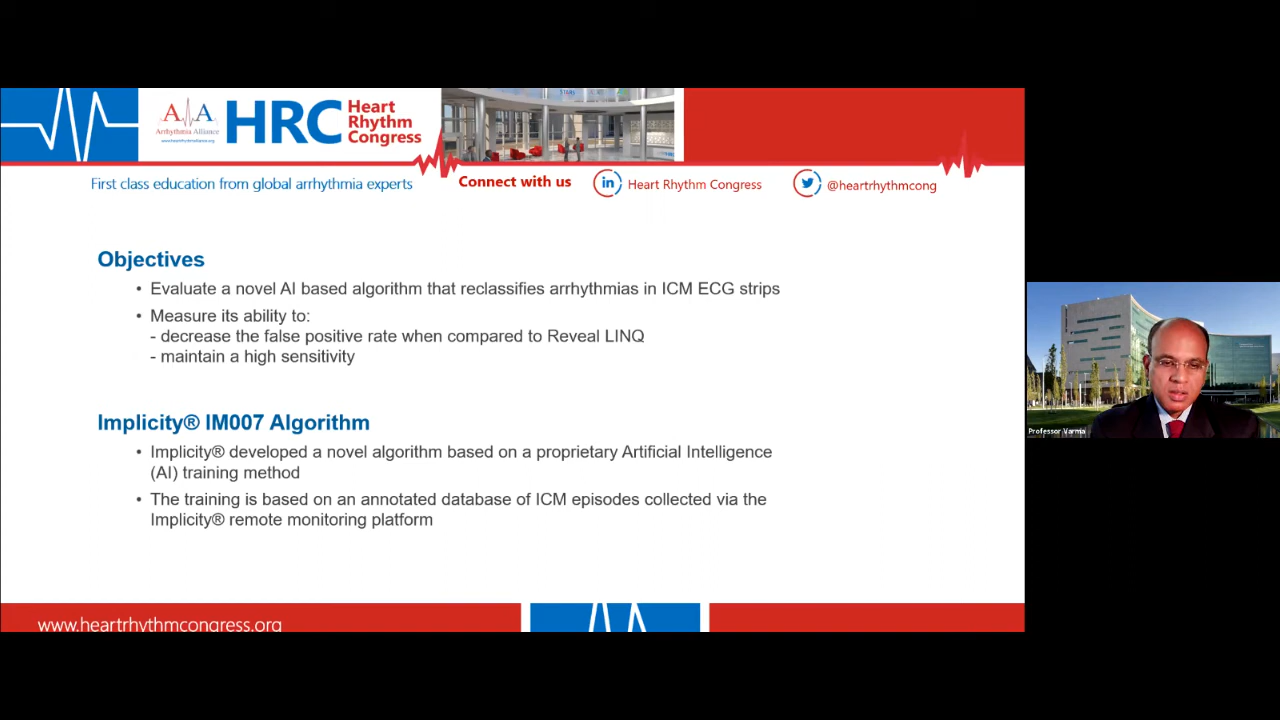 A A
Arrhythmia Alliance
HRC
Heart
Rhythm
Congress
First class education from global arrhythmia experts
Connect with us
in
Heart Rhythm Congress
@heartrhythmcong
Objectives
• Evaluate a novel AI based algorithm that reclassifies arrhythmias in ICM ECG strips
• Measure its ability to:
- decrease the false positive rate when compared to Reveal LINQ
- maintain a high sensitivity
Implicity® IM007 Algorithm
• Implicity® developed a novel algorithm based on a proprietary Artificial Intelligence
(AI) training method
• The training is based on an annotated database of ICM episodes collected via the
Implicity® remote monitoring platform
www.heartrhythmcongress.org
Professor Varma